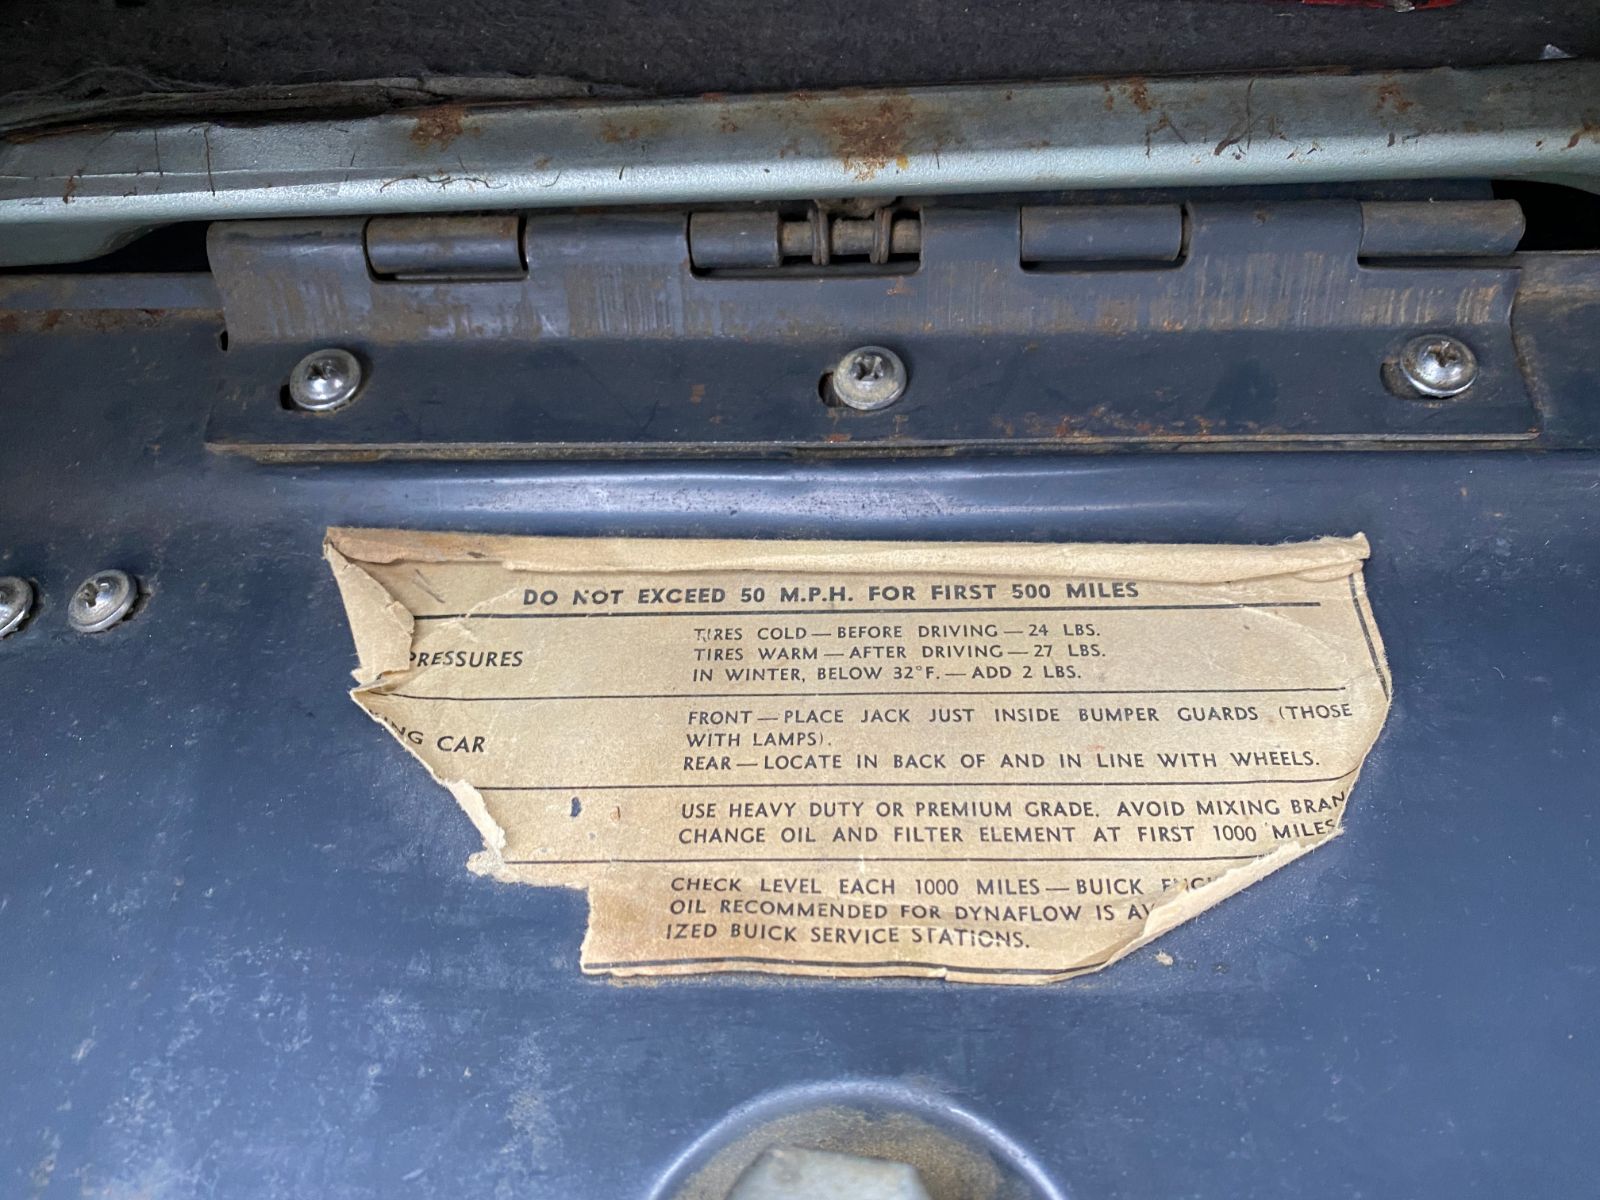 DO NOT EXCEED 50 M.P.H. FOR FIRST 500 MILES
PRESSURES
TIRES COLD — BEFORE DRIVING — 24 LBS.
TIRES WARM — AFTER DRIVING — 27 LBS.
IN WINTER, BELOW 32°F. — ADD 2 LBS.
NG CAR
FRONT — PLACE JACK JUST INSIDE BUMPER GUARDS (THOSE
WITH LAMPS).
REAR — LOCATE IN BACK OF AND IN LINE WITH WHEELS.
USE HEAVY DUTY OR PREMIUM GRADE. AVOID MIXING BRAN
CHANGE OIL AND FILTER ELEMENT AT FIRST 1000 MILES
CHECK LEVEL EACH 1000 MILES — BUICK
OIL RECOMMENDED FOR DYNAFLOW IS AV
IZED BUICK SERVICE STATIONS.